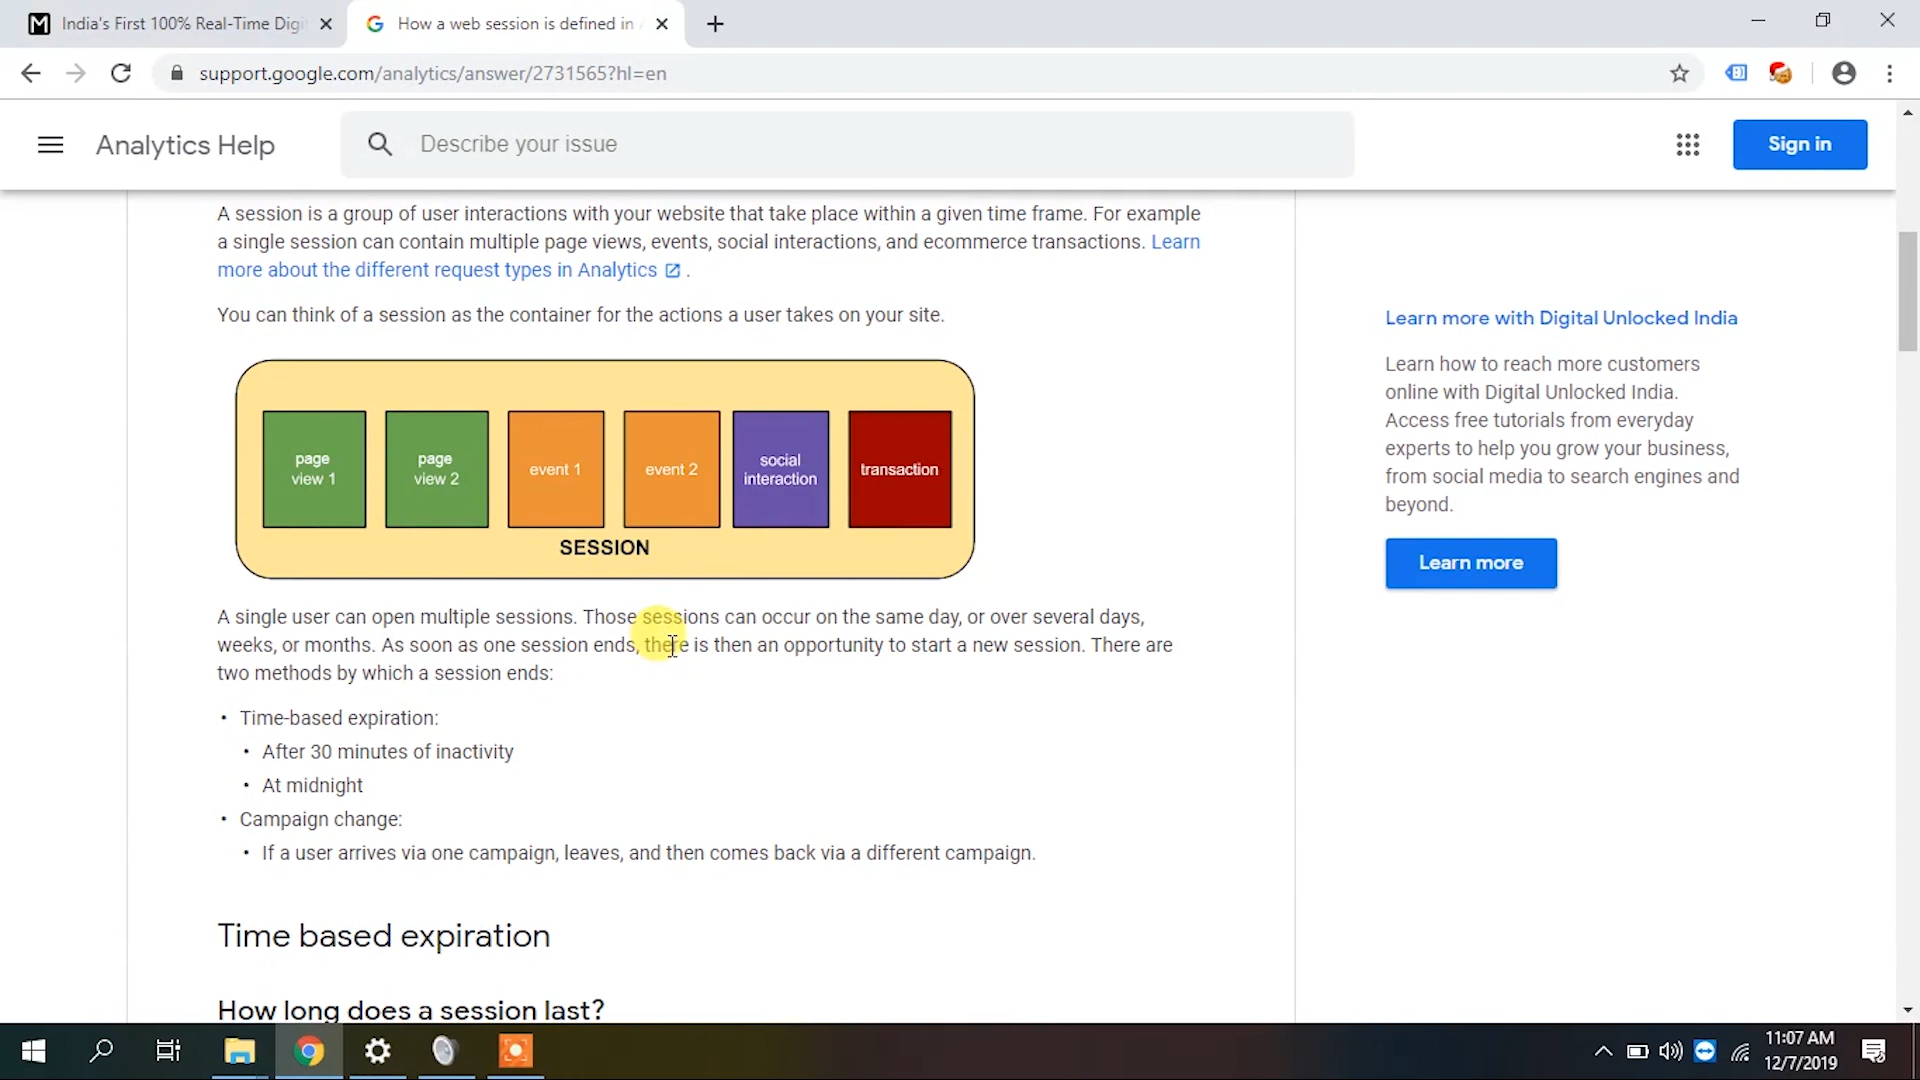 India's First 100% Real-Time Digi
How a web session is defined in
support.google.com/analytics/answer/2731565?hl=en
Analytics Help
Describe your issue
Sign in
A session is a group of user interactions with your website that take place within a given time frame. For example
a single session can contain multiple page views, events, social interactions, and ecommerce transactions. Learn
more about the different request types in Analytics .
You can think of a session as the container for the actions a user takes on your site.
page
view 1
page
view 2
event 1
event 2
social
interaction
transaction
SESSION
A single user can open multiple sessions. Those sessions can occur on the same day, or over several days,
weeks, or months. As soon as one session ends, there is then an opportunity to start a new session. There are
two methods by which a session ends:
• Time-based expiration:
• After 30 minutes of inactivity
• At midnight
• Campaign change:
• If a user arrives via one campaign, leaves, and then comes back via a different campaign.
Time based expiration
How long does a session last?
Learn more with Digital Unlocked India
Learn how to reach more customers
online with Digital Unlocked India.
Access free tutorials from everyday
experts to help you grow your business,
from social media to search engines and
beyond.
Learn more
11:07 AM
12/7/2019